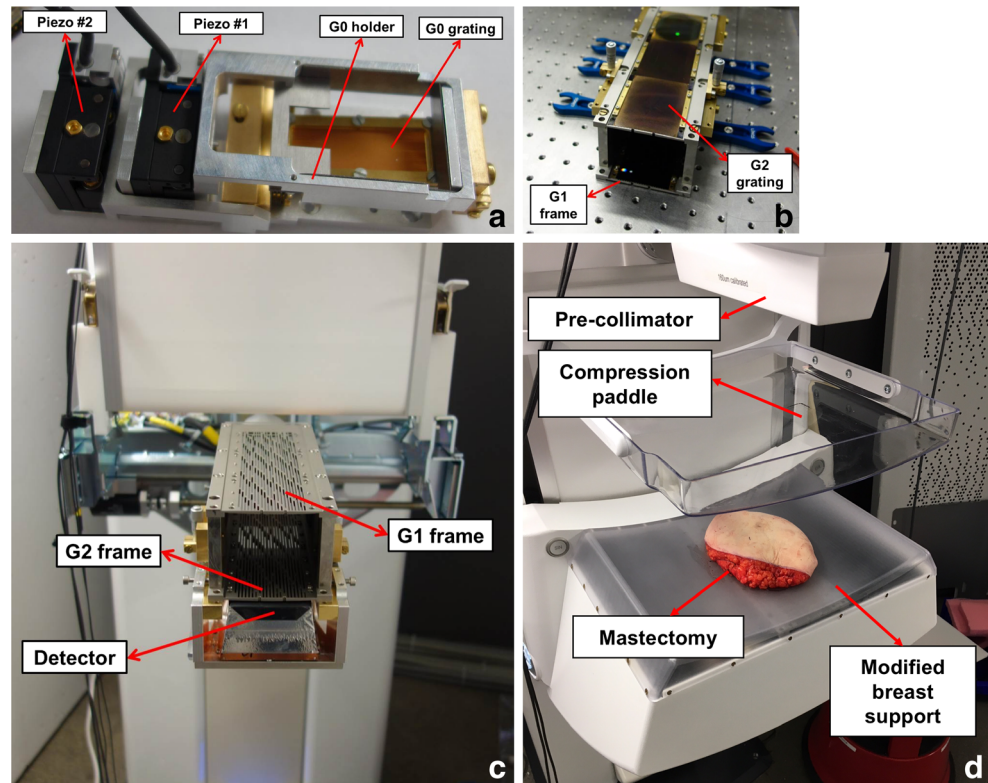 Piezo #2
Piezo #1
G0 holder
G0 grating
a
G2
grating
G1
frame
b
G2 frame
G1 frame
Detector
c
Pre-collimator
Compression
paddle
Mastectomy
Modified
breast
support
d